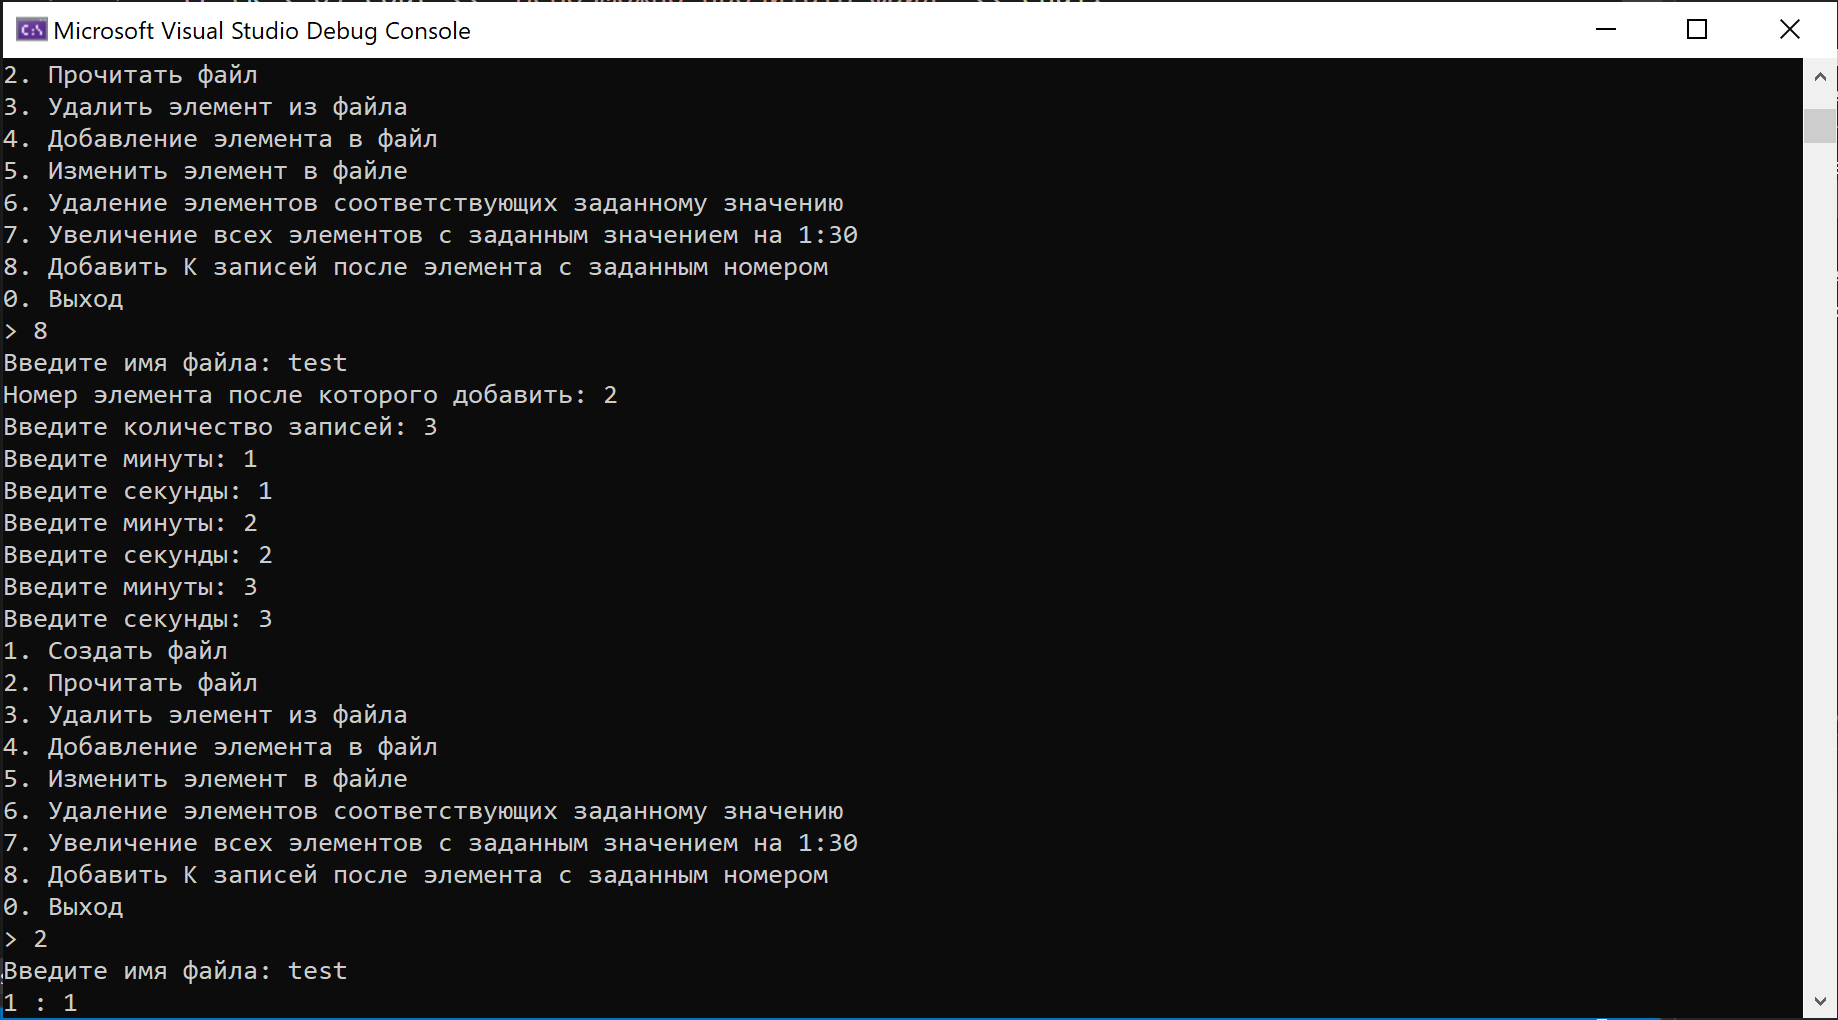 Microsoft Visual Studio Debug Console
2. Прочитать файл
3. Удалить элемент из файла
4. Добавление элемента в файл
5. Изменить элемент в файле
6. Удаление элементов соответствующих заданному значению
7. Увеличение всех элементов с заданным значением на 1:30
8. Добавить К записей после элемента с заданным номером
0. Выход
> 8
Введите имя файла: test
Номер элемента после которого добавить: 2
Введите количество записей: 3
Введите минуты: 1
Введите секунды: 1
Введите минуты: 2
Введите секунды: 2
Введите минуты: 3
Введите секунды: 3
1. Создать файл
2. Прочитать файл
3. Удалить элемент из файла
4. Добавление элемента в файл
5. Изменить элемент в файле
6. Удаление элементов соответствующих заданному значению
7. Увеличение всех элементов с заданным значением на 1:30
8. Добавить К записей после элемента с заданным номером
0. Выход
> 2
Введите имя файла: test
1 : 1